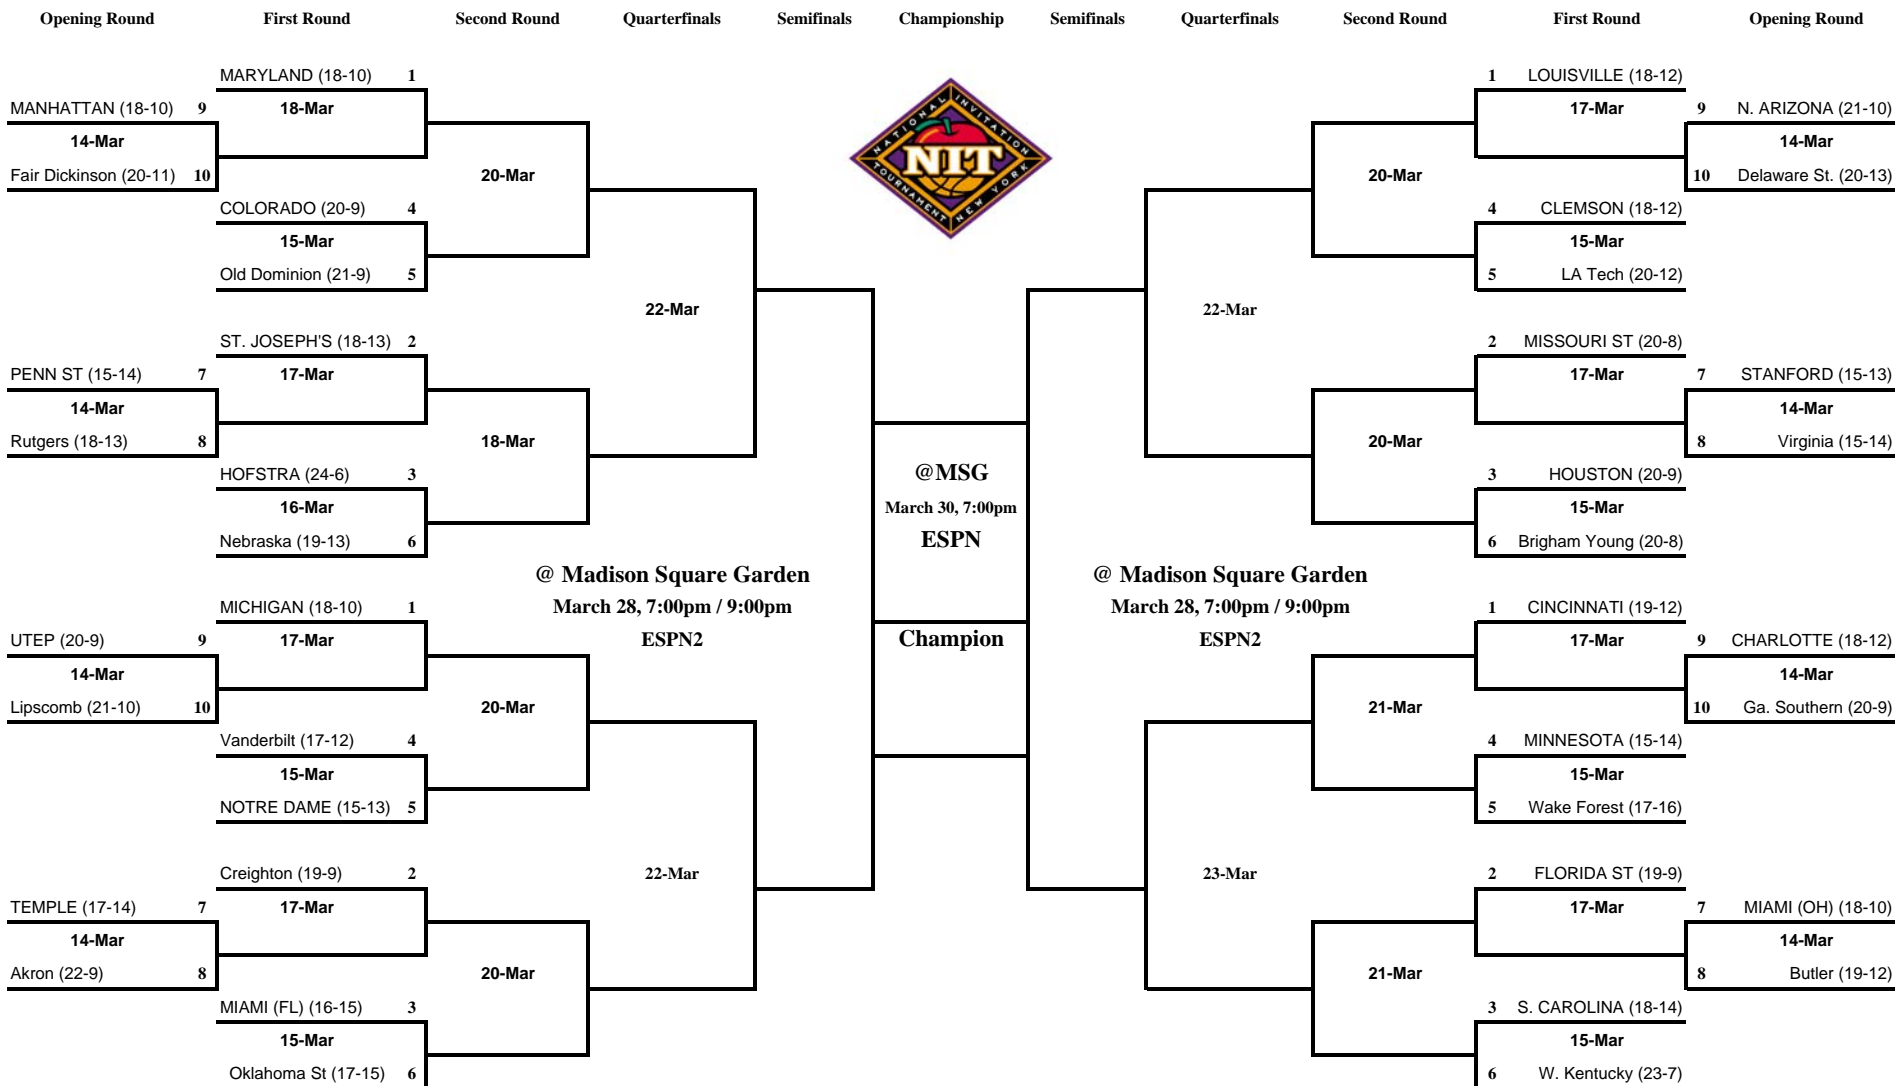 Opening Round First Round Second Round Quarterfinals Semifinals Championship Semifinals Quarterfinals Second Round First Round Opening Round
MARYLAND (18-10) 1 1 LOUISVILLE (18-12)
MANHATTAN (18-10) 9 18-Mar 17-Mar 9 N. ARIZONA (21-10)
NATIONAL INVITATION
14-Mar 14-Mar
NIT
Fair Dickinson (20-11) 10 20-Mar 20-Mar 10 Delaware St. (20-13)
TOURNAMENT NEW YORK
COLORADO (20-9) 4 4 CLEMSON (18-12)
15-Mar 15-Mar
Old Dominion (21-9) 5 5 LA Tech (20-12)
22-Mar 22-Mar
ST. JOSEPH'S (18-13) 2 2 MISSOURI ST (20-8)
PENN ST (15-14) 7 17-Mar 17-Mar 7 STANFORD (15-13)
14-Mar 14-Mar
Rutgers (18-13) 8 18-Mar 20-Mar 8 Virginia (15-14)
HOFSTRA (24-6) 3 @MSG 3 HOUSTON (20-9)
16-Mar March 30, 7:00pm 15-Mar
Nebraska (19-13) 6 ESPN 6 Brigham Young (20-8)
@ Madison Square Garden @ Madison Square Garden
MICHIGAN (18-10) 1 March 28, 7:00pm / 9:00pm March 28, 7:00pm / 9:00pm 1 CINCINNATI (19-12)
UTEP (20-9) 9 17-Mar ESPN2 Champion ESPN2 17-Mar 9 CHARLOTTE (18-12)
14-Mar 14-Mar
Lipscomb (21-10) 10 20-Mar 21-Mar 10 Ga. Southern (20-9)
Vanderbilt (17-12) 4 4 MINNESOTA (15-14)
15-Mar 15-Mar
NOTRE DAME (15-13) 5 5 Wake Forest (17-16)
Creighton (19-9) 2 22-Mar 23-Mar 2 FLORIDA ST (19-9)
TEMPLE (17-14) 7 17-Mar 17-Mar 7 MIAMI (OH) (18-10)
14-Mar 14-Mar
Akron (22-9) 8 20-Mar 21-Mar 8 Butler (19-12)
MIAMI (FL) (16-15) 3 3 S. CAROLINA (18-14)
15-Mar 15-Mar
Oklahoma St (17-15) 6 6 W. Kentucky (23-7)